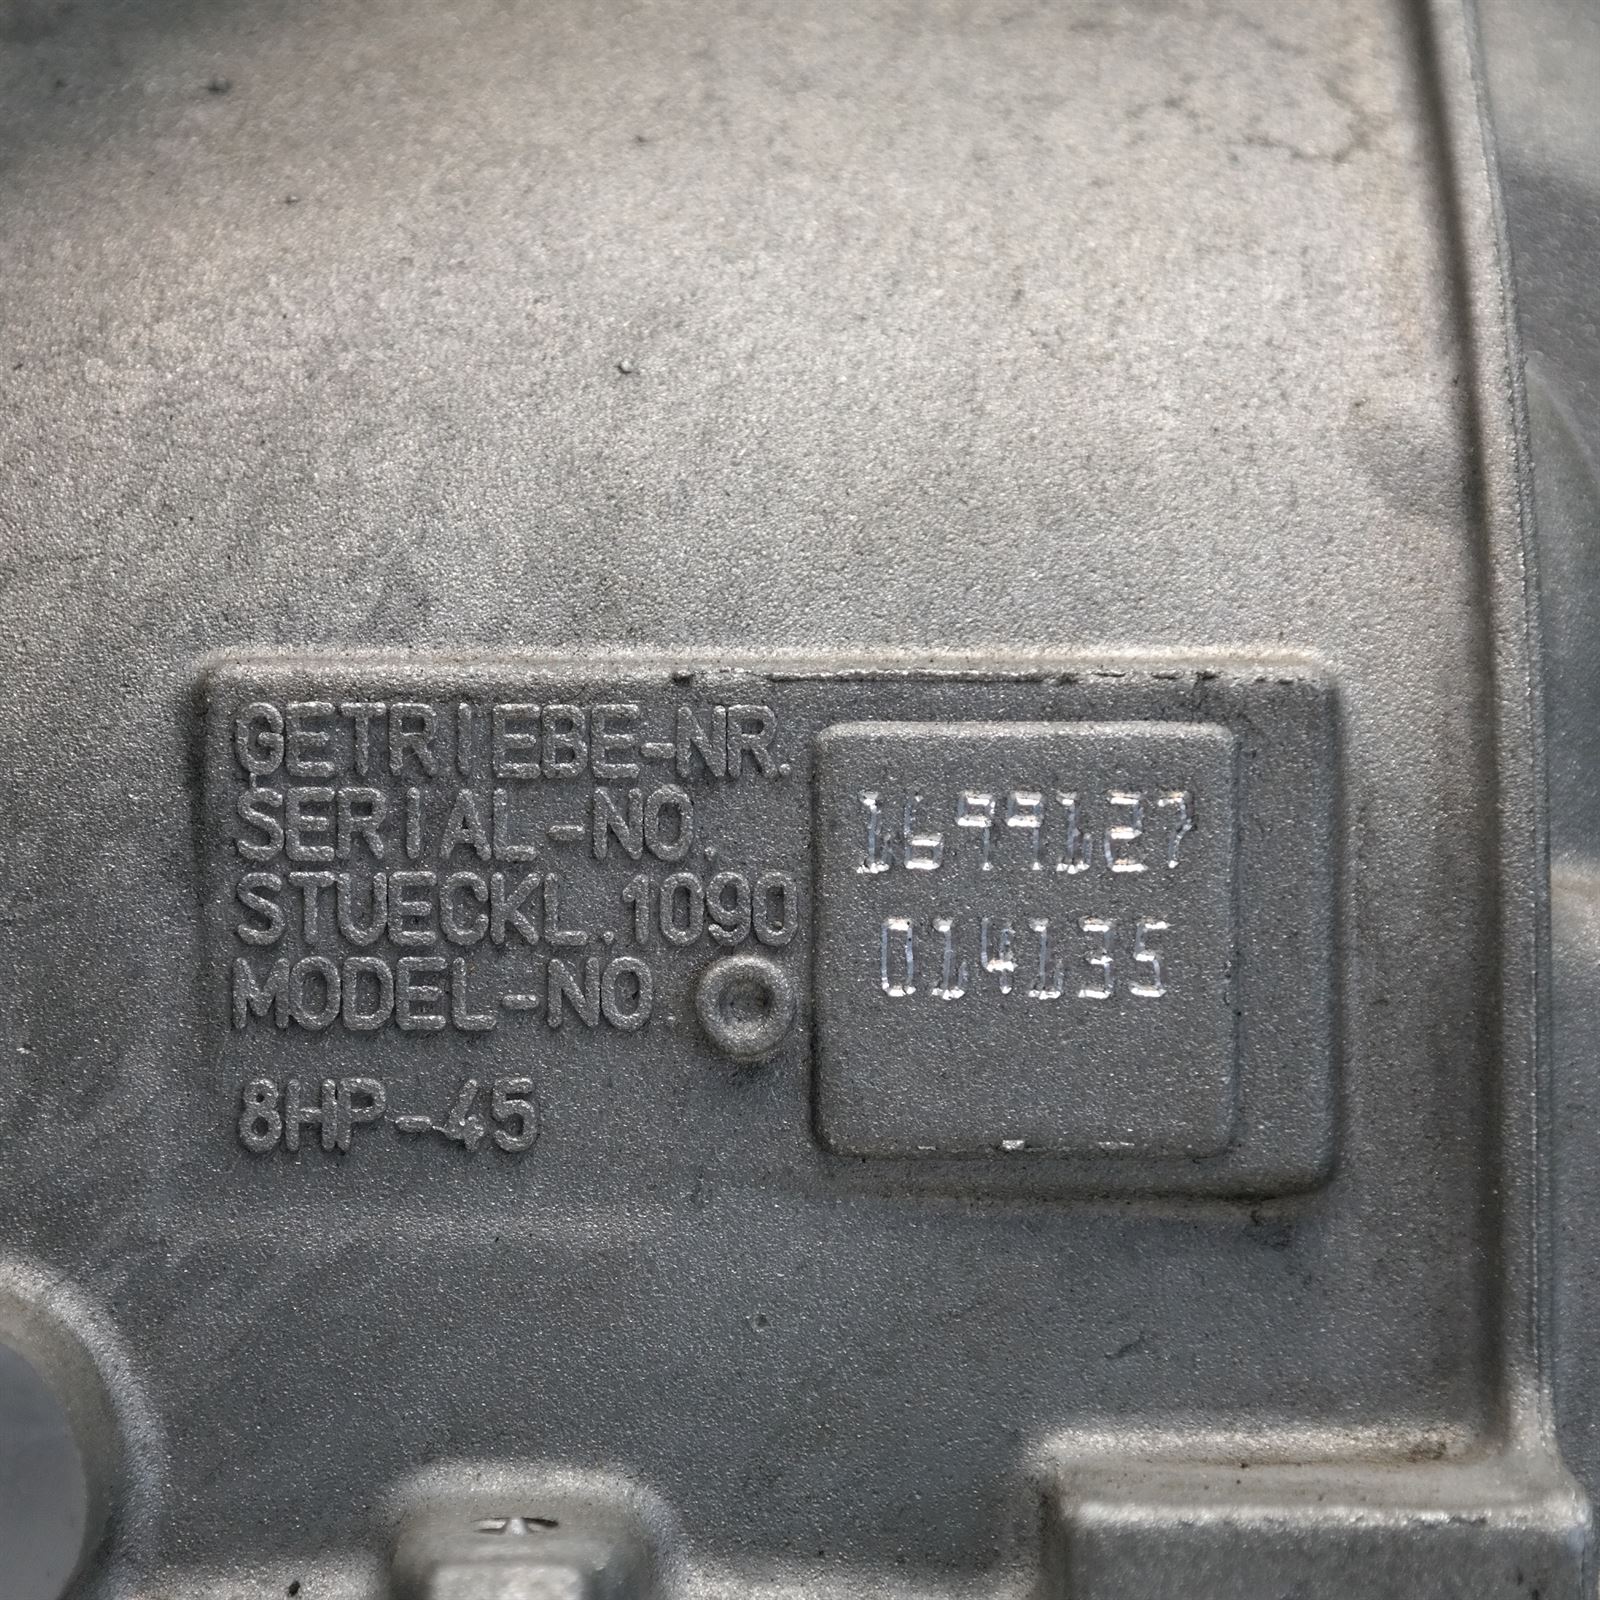 GETRIEBE-NR.
SERIAL-NO.
STUECKL.1090
MODEL-NO.
8HP-45
1699127
014135